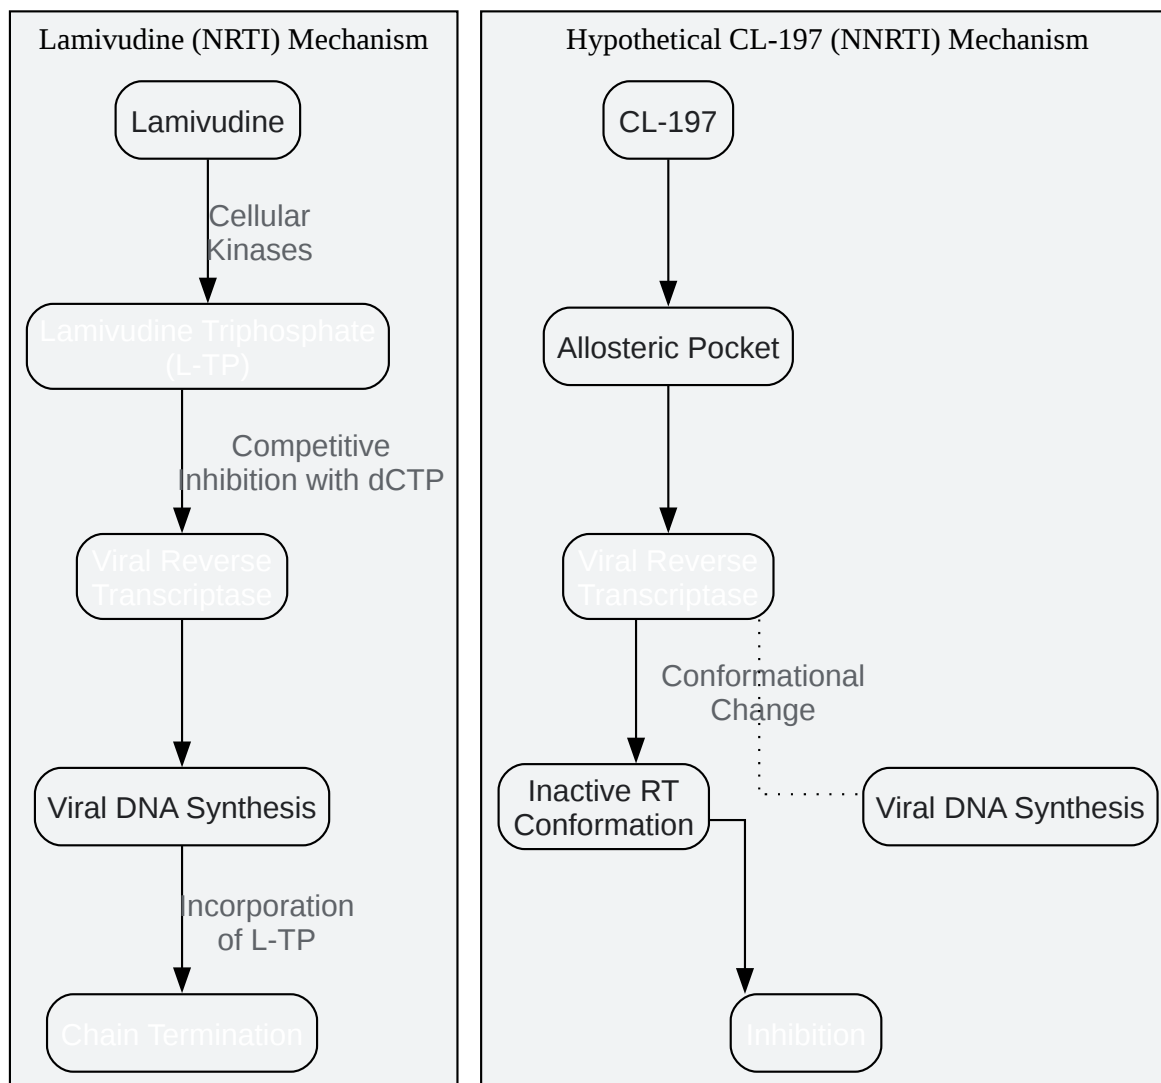 Lamivudine (NRTI) Mechanism
Lamivudine
Cellular
Kinases
Lamivudine Triphosphate
(L-TP)
Competitive
Inhibition with dCTP
Viral Reverse
Transcriptase
Viral DNA Synthesis
Incorporation
of L-TP
Chain Termination
Hypothetical CL-197 (NNRTI) Mechanism
CL-197
Allosteric Pocket
Viral Reverse
Transcriptase
Conformational
Change
Inactive RT
Conformation
Viral DNA Synthesis
Inhibition